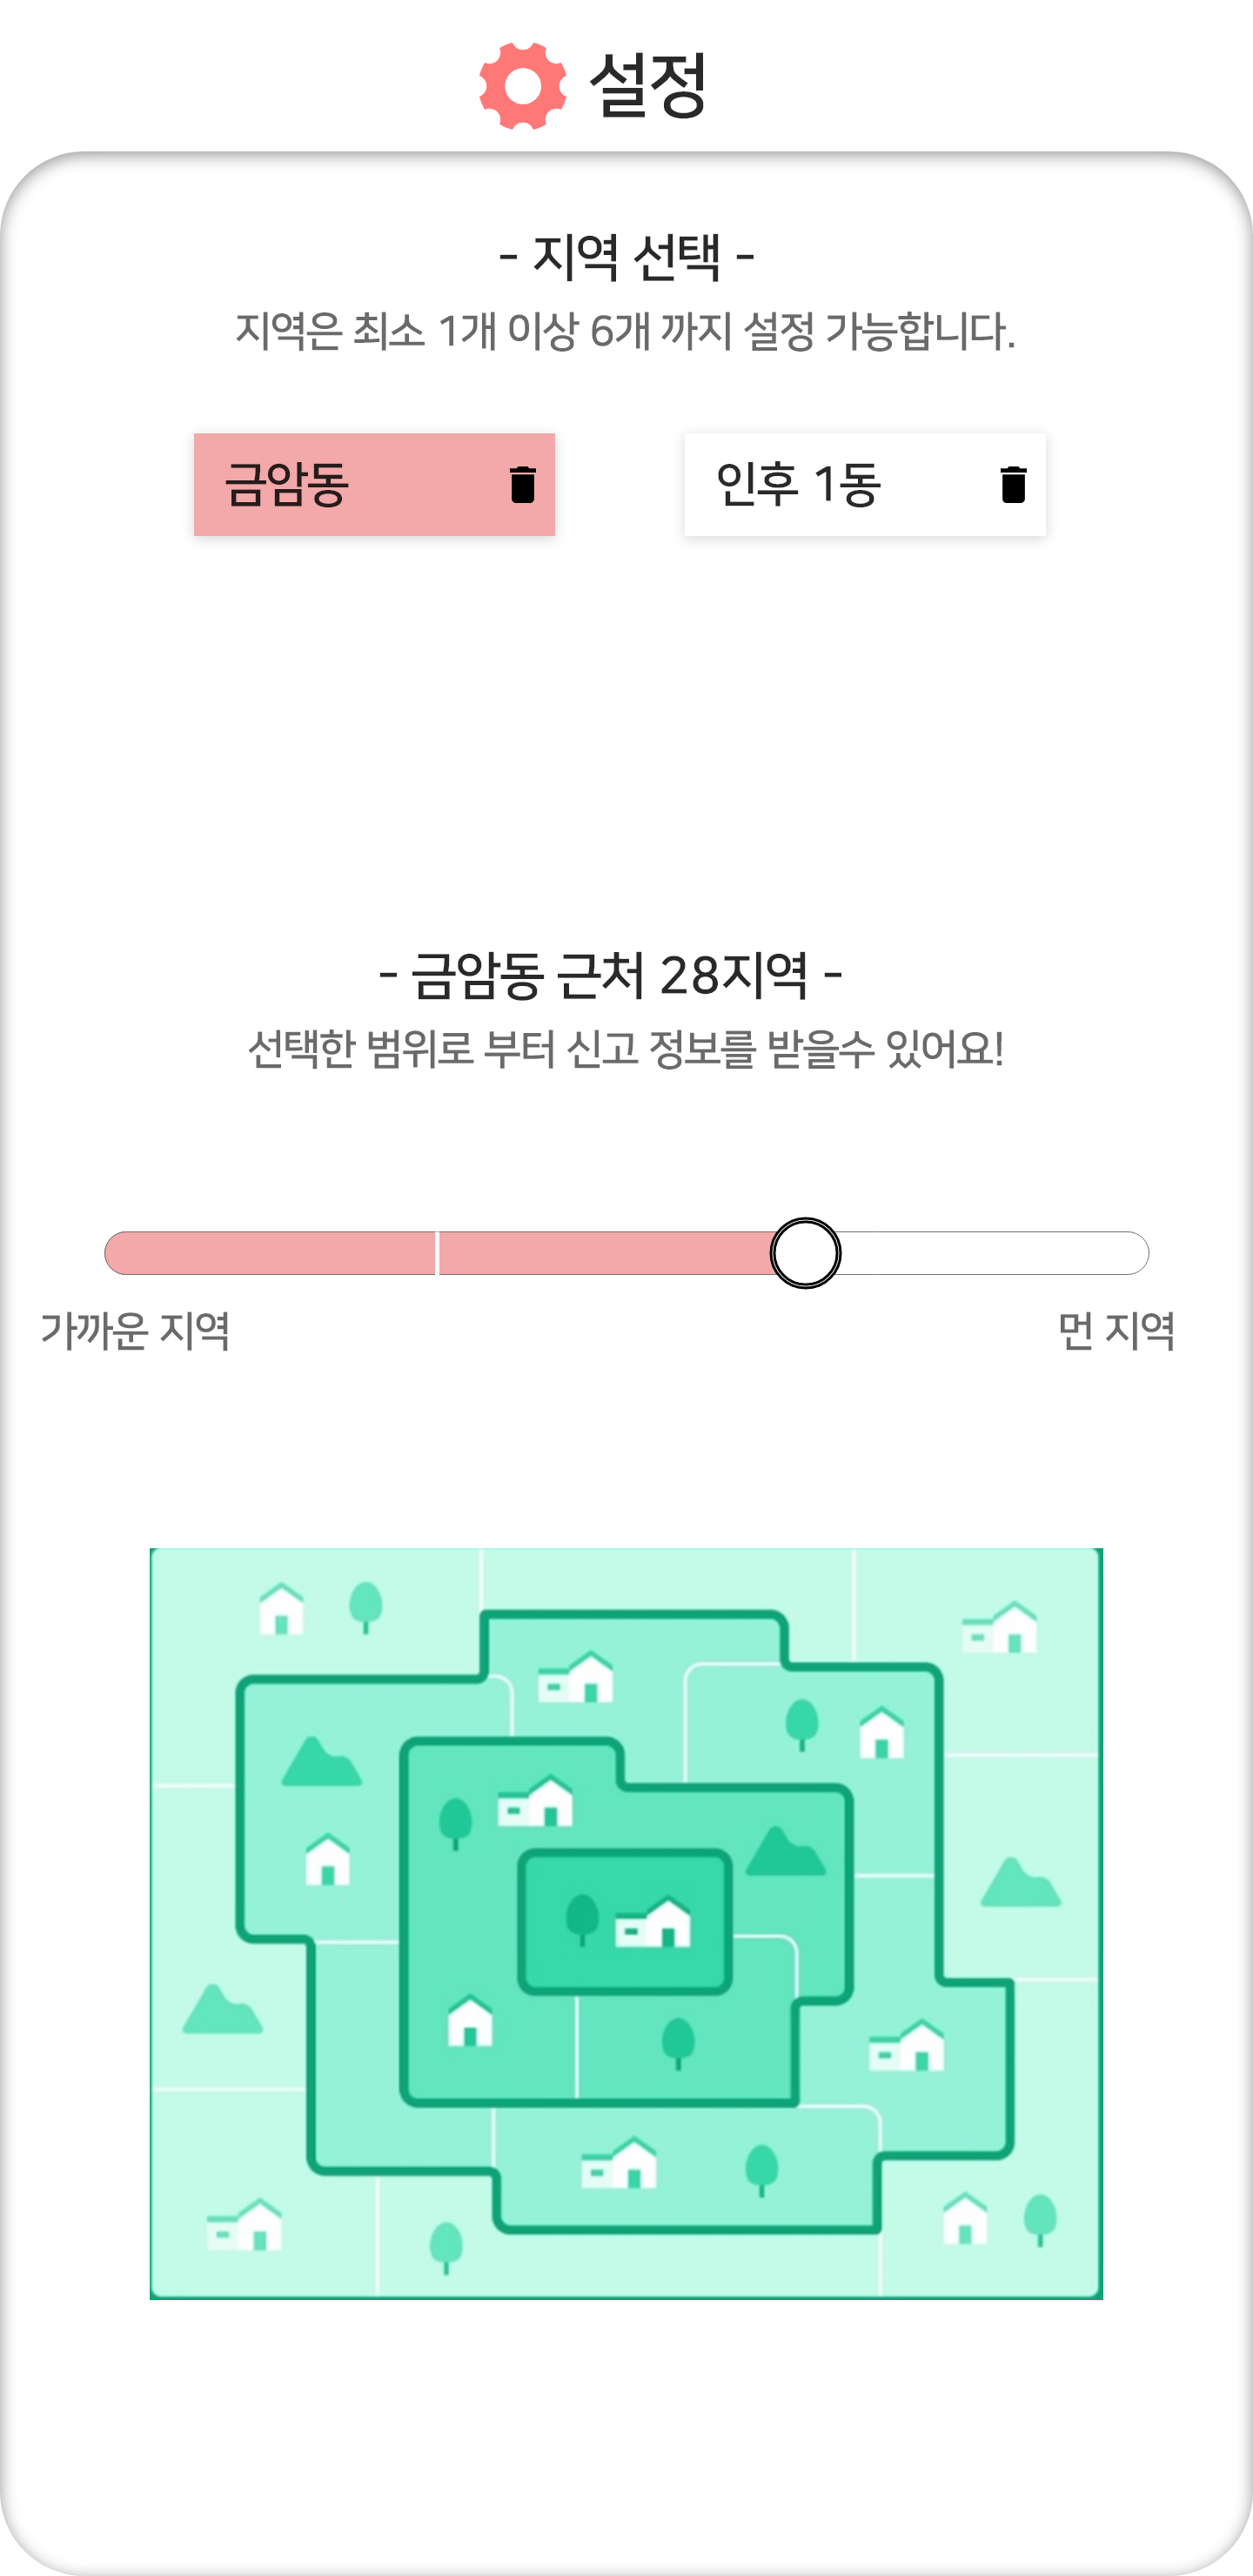 설정
- 지역 선택 -
지역은 최소 1개 이상 6개 까지 설정 가능합니다.
금암동
인후 1동
- 금암동 근처 28지역 -
선택한 범위로 부터 신고 정보를 받을수 있어요!
가까운 지역
먼 지역